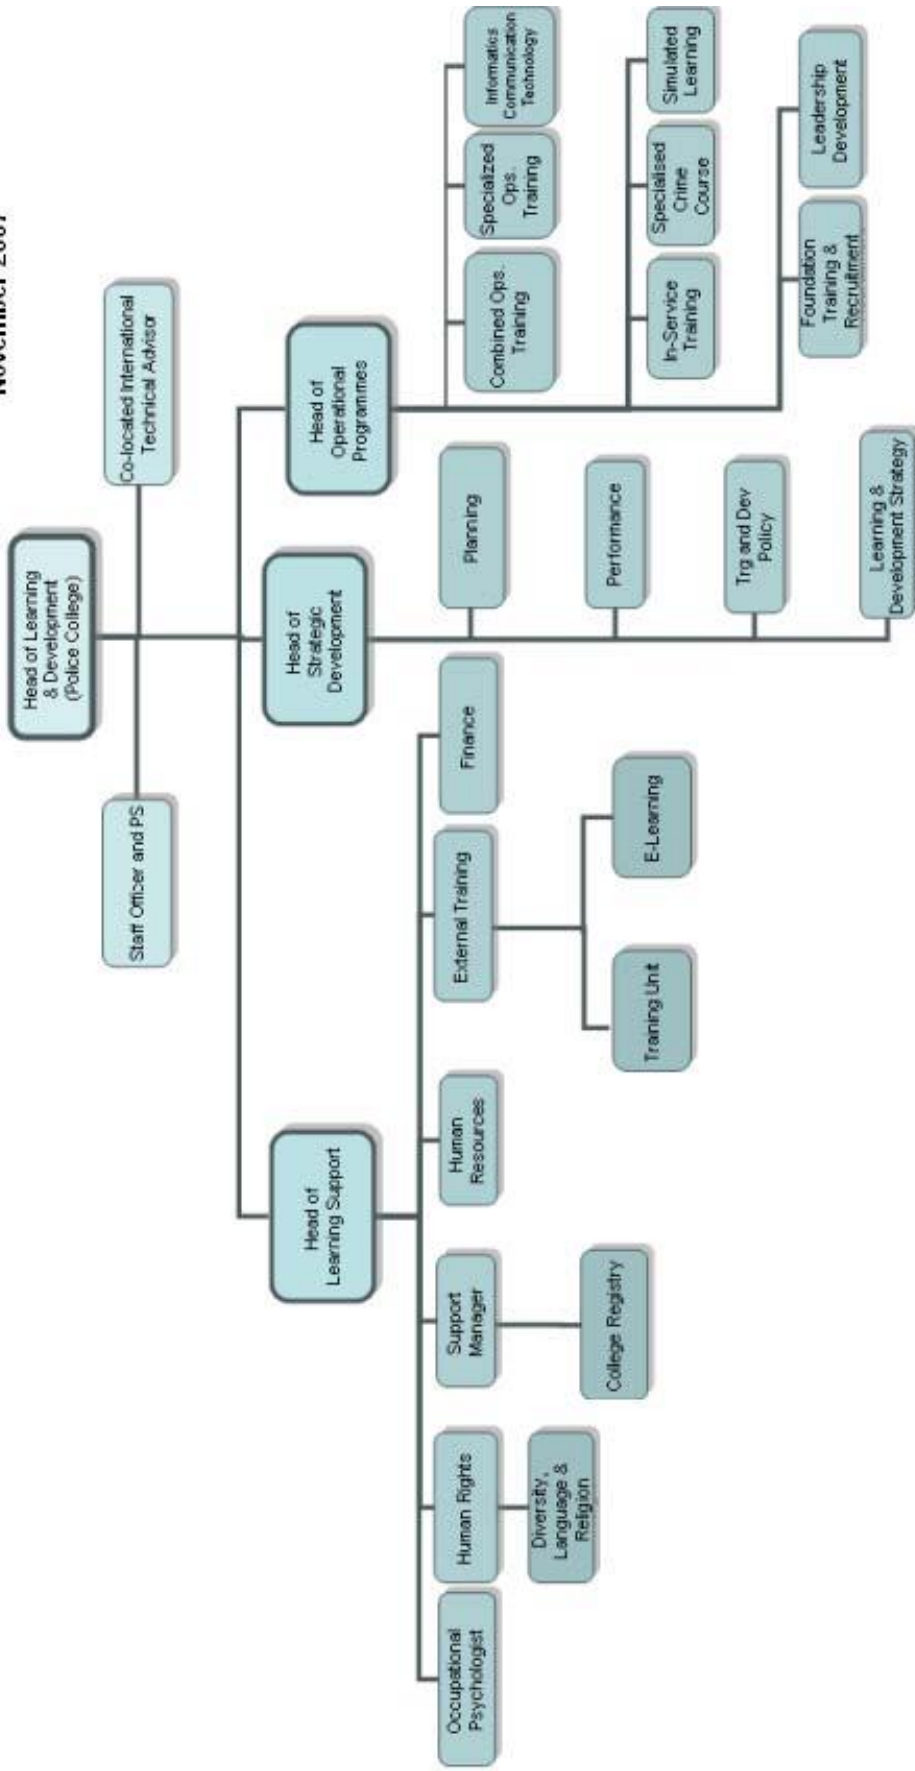 November 2007
Head of Learning
& Development
(Police College)
Staff Officer and PS
Co-located International
Technical Advisor
Head of
Learning Support
Head of
Strategic
Development
Head of
Operational
Programmes
Occupational
Psychologist
Human Rights
Support
Manager
Human
Resources
External Training
Finance
Diversity,
Language &
Religion
College Registry
Training Unit
E-Learning
Planning
Performance
Trg and Dev
Policy
Learning &
Development Strategy
Combined Ops.
Training
Specialized
Ops.
Training
Informatics
Communication
Technology
In-Service
Training
Specialised
Crime
Course
Simulated
Learning
Foundation
Training &
Recruitment
Leadership
Development